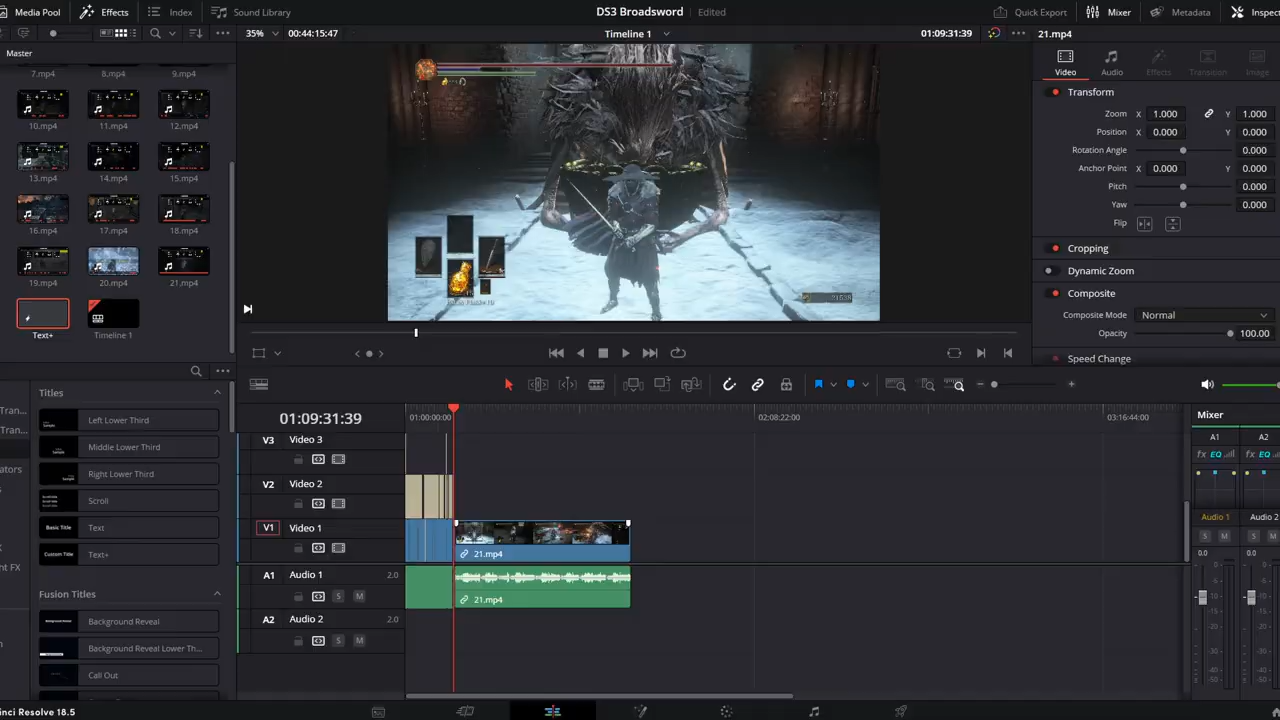 Media Pool Effects Index Sound Library DS3 Broadsword Edited Quick Export Mixer Metadata Inspec
35% 00:44:15:47 Timeline 1 01:09:31:39 21.mp4
Master
Video Audio Effects Transition Image
7.mp4 8.mp4 9.mp4
Transform
10.mp4 11.mp4 12.mp4
Zoom X 1.000 Y 1.000
Position X 0.000 Y 0.000
Rotation Angle 0.000
13.mp4 14.mp4 15.mp4
Anchor Point X 0.000 Y 0.000
Pitch 0.000
Yaw 0.000
16.mp4 17.mp4 18.mp4
Flip
Cropping
Dynamic Zoom
19.mp4 20.mp4 21.mp4
Composite
Composite Mode Normal
Text+ Timeline 1
Opacity 100.00
Speed Change
Titles
01:09:31:39 01:00:00:00 02:08:22:00 03:16:44:00
Mixer
Tran...
Left Lower Third
Tran...
Middle Lower Third
V3 Video 3
A1 A2
fx EQ fx EQ
ators
Right Lower Third
V2 Video 2
Scroll
Basic Title Text
V1 Video 1
Audio 1 Audio 2
S M S M
Custom Title Text+
21.mp4
0.0 0.0
ht FX
A1 Audio 1 2.0
Fusion Titles
S M
21.mp4
Background Reveal
A2 Audio 2 2.0
S M
Background Reveal Lower Th...
Call Out
0 -5 -10 -15 -20 -30 -40 -50
nci Resolve 18.5